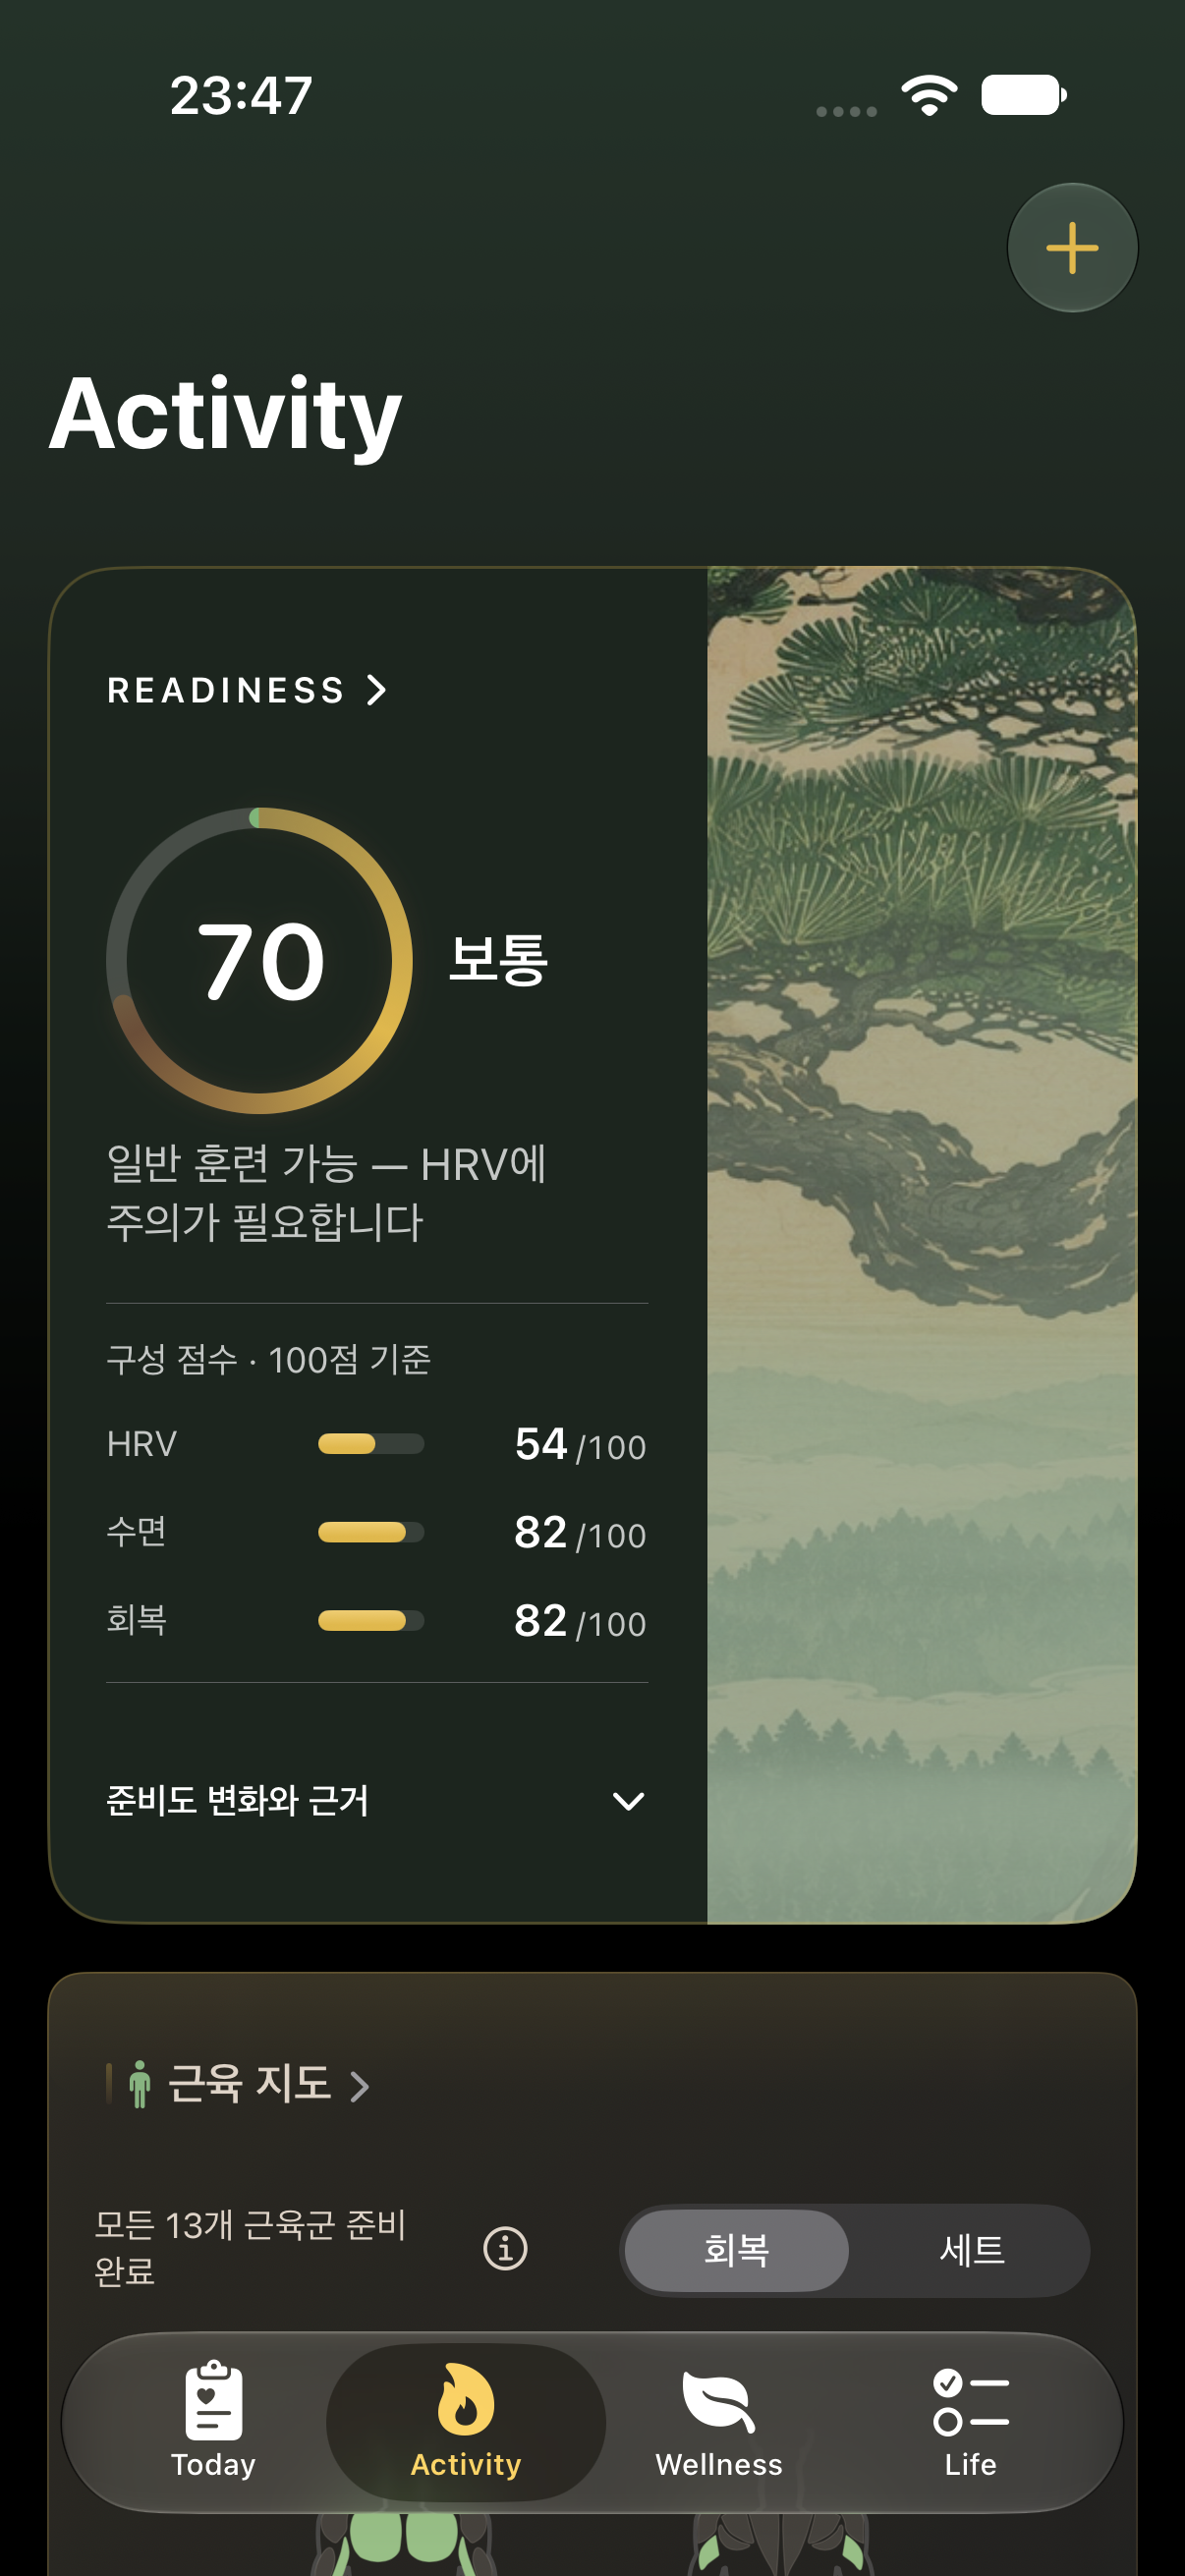 23:47
Activity
READINESS
70
보통
일반 훈련 가능 — HRV에
주의가 필요합니다
구성 점수 · 100점 기준
HRV 54/100
수면 82/100
회복 82/100
준비도 변화와 근거
근육 지도
모든 13개 근육군 준비
완료
회복 세트
Today Activity Wellness Life